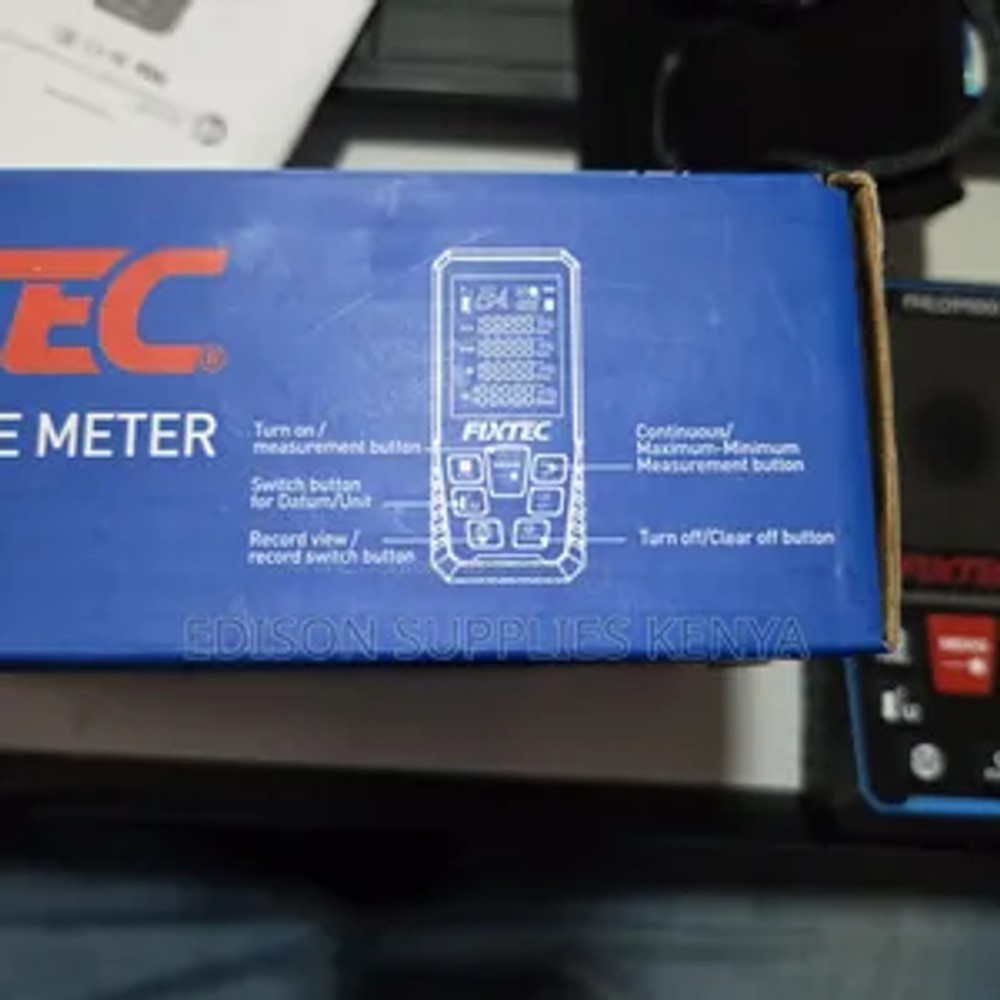 TEC®
E METER
Turn on /
measurement button
Switch button
for Datum/Unit
Record view /
record switch button
FIXTEC
Continuous/
Maximum-Minimum
Measurement button
Turn off/Clear off button
EDISON SUPPLIES KENYA